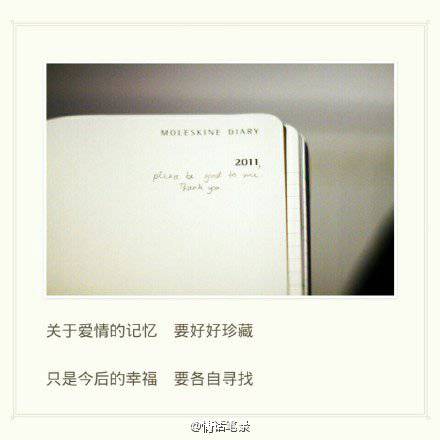 MOLESKINE DIARY
2011,
please be good to me.
Thank you.
关于爱情的记忆 要好好珍藏
只是今后的幸福 要各自寻找
@情话笔录